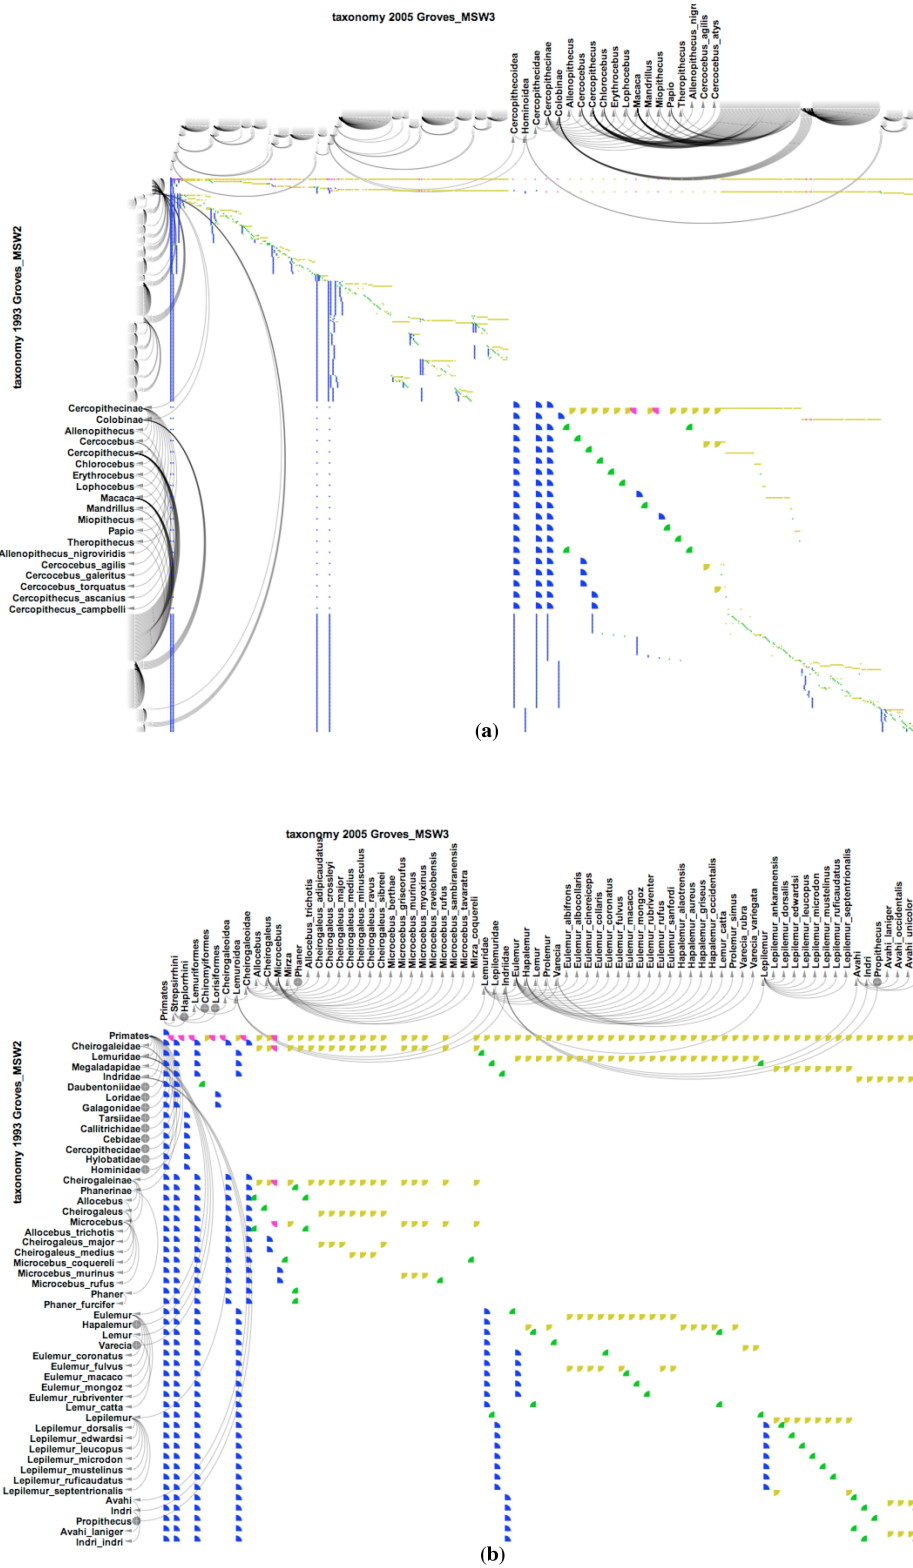 taxonomy 2005 Groves_MSW3
Cercopithecoidea
Hominoidea
Cercopithecidae
Cercopithecinae
Colobinae
Allenopithecus
Cercocebus
Cercopithecus
Chlorocebus
Erythrocebus
Lophocebus
Macaca
Mandrillus
Miopithecus
Papio
Theropithecus
Allenopithecus_nigr
Cercocebus_agilis
Cercocebus_atys
taxonomy 1993 Groves_MSW2
Cercopithecinae
Colobinae
Allenopithecus
Cercocebus
Cercopithecus
Chlorocebus
Erythrocebus
Lophocebus
Macaca
Mandrillus
Miopithecus
Papio
Theropithecus
Allenopithecus_nigroviridis
Cercocebus_agilis
Cercocebus_galeritus
Cercocebus_torquatus
Cercopithecus_ascanius
Cercopithecus_campbelli
(a)
taxonomy 2005 Groves_MSW3
Primates
Strepsirrhini
Haplorrhini
Lemuriformes
Chiromyiformes
Lorisiformes
Cheirogaleoidea
Lemuroidea
Cheirogaleidae
Allocebus
Cheirogaleus
Microcebus
Mirza
Phaner
Allocebus_trichotis
Cheirogaleus_adipicaudatus
Cheirogaleus_crossleyi
Cheirogaleus_major
Cheirogaleus_medius
Cheirogaleus_minusculus
Cheirogaleus_ravus
Cheirogaleus_sibreei
Microcebus_berthae
Microcebus_griseorufus
Microcebus_murinus
Microcebus_myoxinus
Microcebus_ravelobensis
Microcebus_rufus
Microcebus_sambiranensis
Microcebus_tavaratra
Mirza_coquereli
Lemuridae
Lepilemuridae
Indridae
Eulemur
Hapalemur
Lemur
Prolemur
Varecia
Eulemur_albifrons
Eulemur_albocollaris
Eulemur_cinereiceps
Eulemur_collaris
Eulemur_coronatus
Eulemur_fulvus
Eulemur_macaco
Eulemur_mongoz
Eulemur_rubriventer
Eulemur_rufus
Eulemur_sanfordi
Hapalemur_alaotrensis
Hapalemur_aureus
Hapalemur_griseus
Hapalemur_occidentalis
Lemur_catta
Prolemur_simus
Varecia_rubra
Varecia_variegata
Lepilemur
Lepilemur_ankaranensis
Lepilemur_dorsalis
Lepilemur_edwardsi
Lepilemur_leucopus
Lepilemur_microdon
Lepilemur_mustelinus
Lepilemur_ruficaudatus
Lepilemur_septentrionalis
Avahi
Indri
Propithecus
Avahi_laniger
Avahi_occidentalis
Avahi_unicolor
taxonomy 1993 Groves_MSW2
Primates
Cheirogaleidae
Lemuridae
Megaladapidae
Indridae
Daubentoniidae
Loridae
Galagonidae
Tarsiidae
Callitrichidae
Cebidae
Cercopithecidae
Hylobatidae
Hominidae
Cheirogaleinae
Phanerinae
Allocebus
Cheirogaleus
Microcebus
Allocebus_trichotis
Cheirogaleus_major
Cheirogaleus_medius
Microcebus_coquereli
Microcebus_murinus
Microcebus_rufus
Phaner
Phaner_furcifer
Eulemur
Hapalemur
Lemur
Varecia
Eulemur_coronatus
Eulemur_fulvus
Eulemur_macaco
Eulemur_mongoz
Eulemur_rubriventer
Lemur_catta
Lepilemur
Lepilemur_dorsalis
Lepilemur_edwardsi
Lepilemur_leucopus
Lepilemur_microdon
Lepilemur_mustelinus
Lepilemur_ruficaudatus
Lepilemur_septentrionalis
Avahi
Indri
Propithecus
Avahi_laniger
Indri_indri
(b)